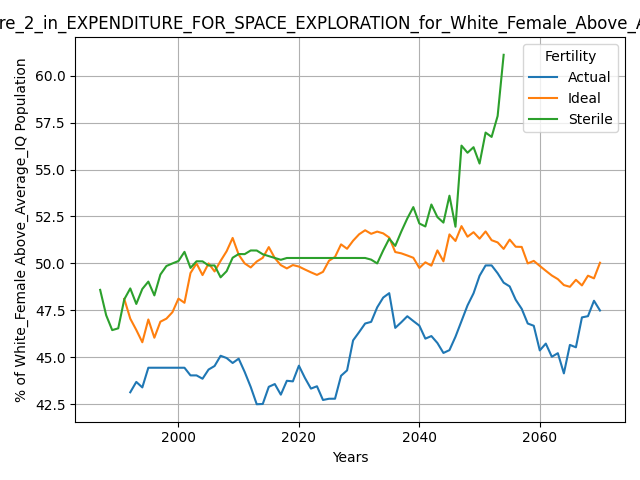 re_2_in_EXPENDITURE_FOR_SPACE_EXPLORATION_for_White_Female_Above_A
% of White_Female Above_Average_IQ Population
60.0
57.5
55.0
52.5
50.0
47.5
45.0
42.5
Fertility
Actual
Ideal
Sterile
2000
2020
2040
2060
Years